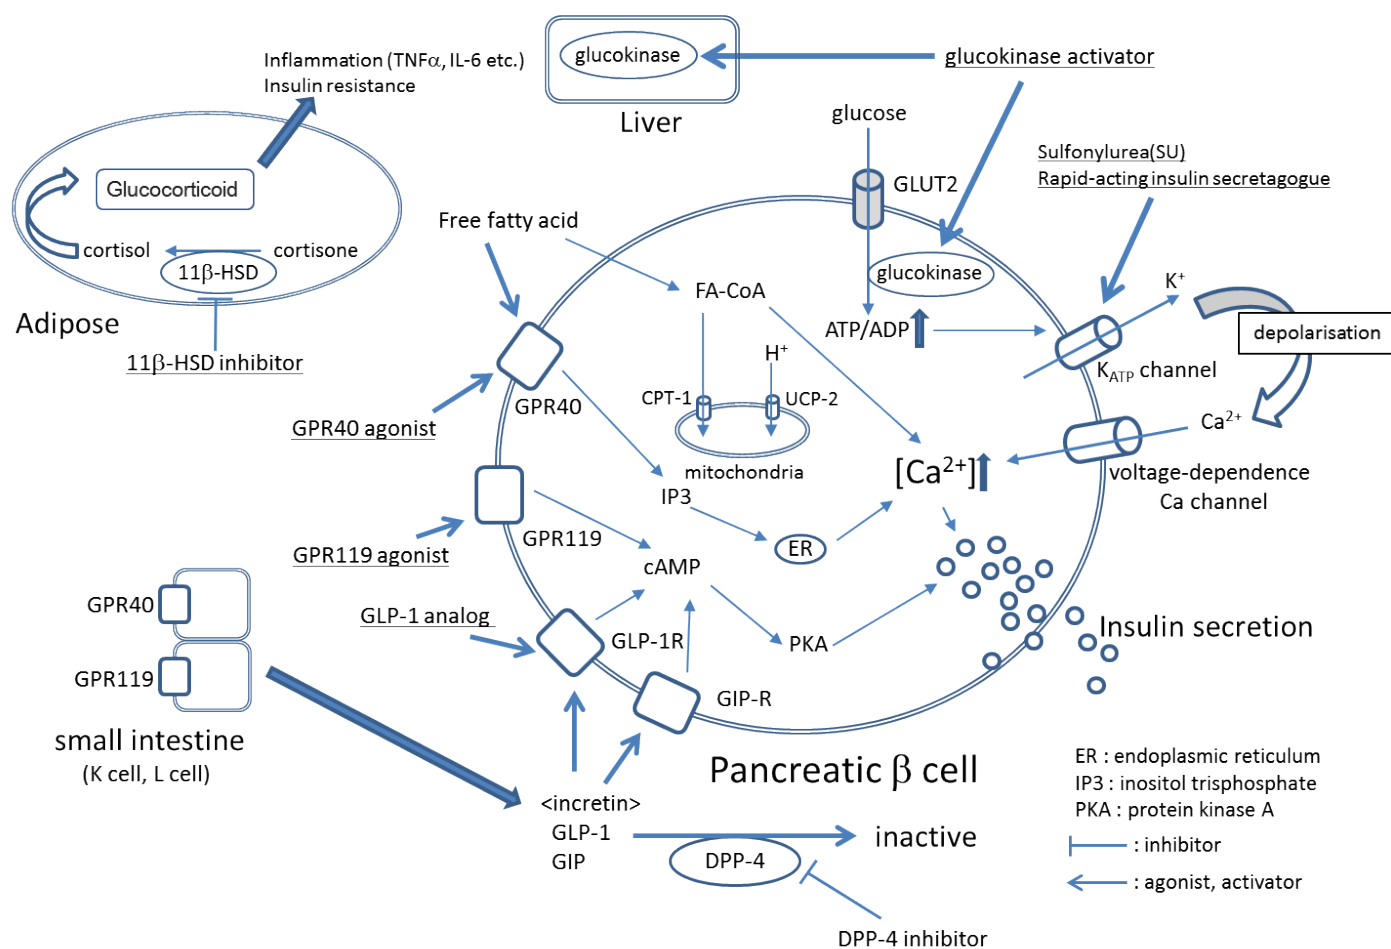 Inflammation (TNFα, IL-6 etc.)
Insulin resistance
glucokinase
glucokinase activator
Liver
glucose
Sulfonylurea(SU)
Rapid-acting insulin secretagogue
GLUT2
Glucocorticoid
Free fatty acid
cortisol
cortisone
11β-HSD
glucokinase
FA-CoA
K⁺
Adipose
ATP/ADP
depolarisation
11β-HSD inhibitor
H⁺
K_ATP channel
CPT-1
UCP-2
GPR40
GPR40 agonist
Ca²⁺
mitochondria
[Ca²⁺]
voltage-dependence
Ca channel
IP3
GPR119
ER
GPR119 agonist
cAMP
GPR40
GLP-1 analog
GLP-1R
PKA
Insulin secretion
GPR119
GIP-R
small intestine
(K cell, L cell)
Pancreatic β cell
ER : endoplasmic reticulum
IP3 : inositol trisphosphate
PKA : protein kinase A
<incretin>
GLP-1
GIP
DPP-4
inactive
: inhibitor
: agonist, activator
DPP-4 inhibitor